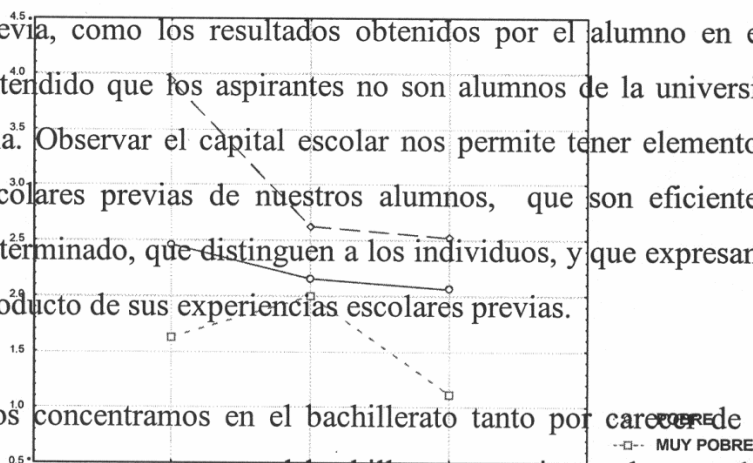 4.5
evia, como los resultados obtenidos por el alumno en e
4.0
tendido que los aspirantes no son alumnos de la universi
3.5
a. Observar el capital escolar nos permite tener elemento
3.0
colares previas de nuestros alumnos, que son eficiente
2.5
terminado, que distinguen a los individuos, y que expresan
2.0
oducto de sus experiencias escolares previas.
1.5
1.0
os concentramos en el bachillerato tanto por carecer de
POBRE
MUY POBRE
0.5